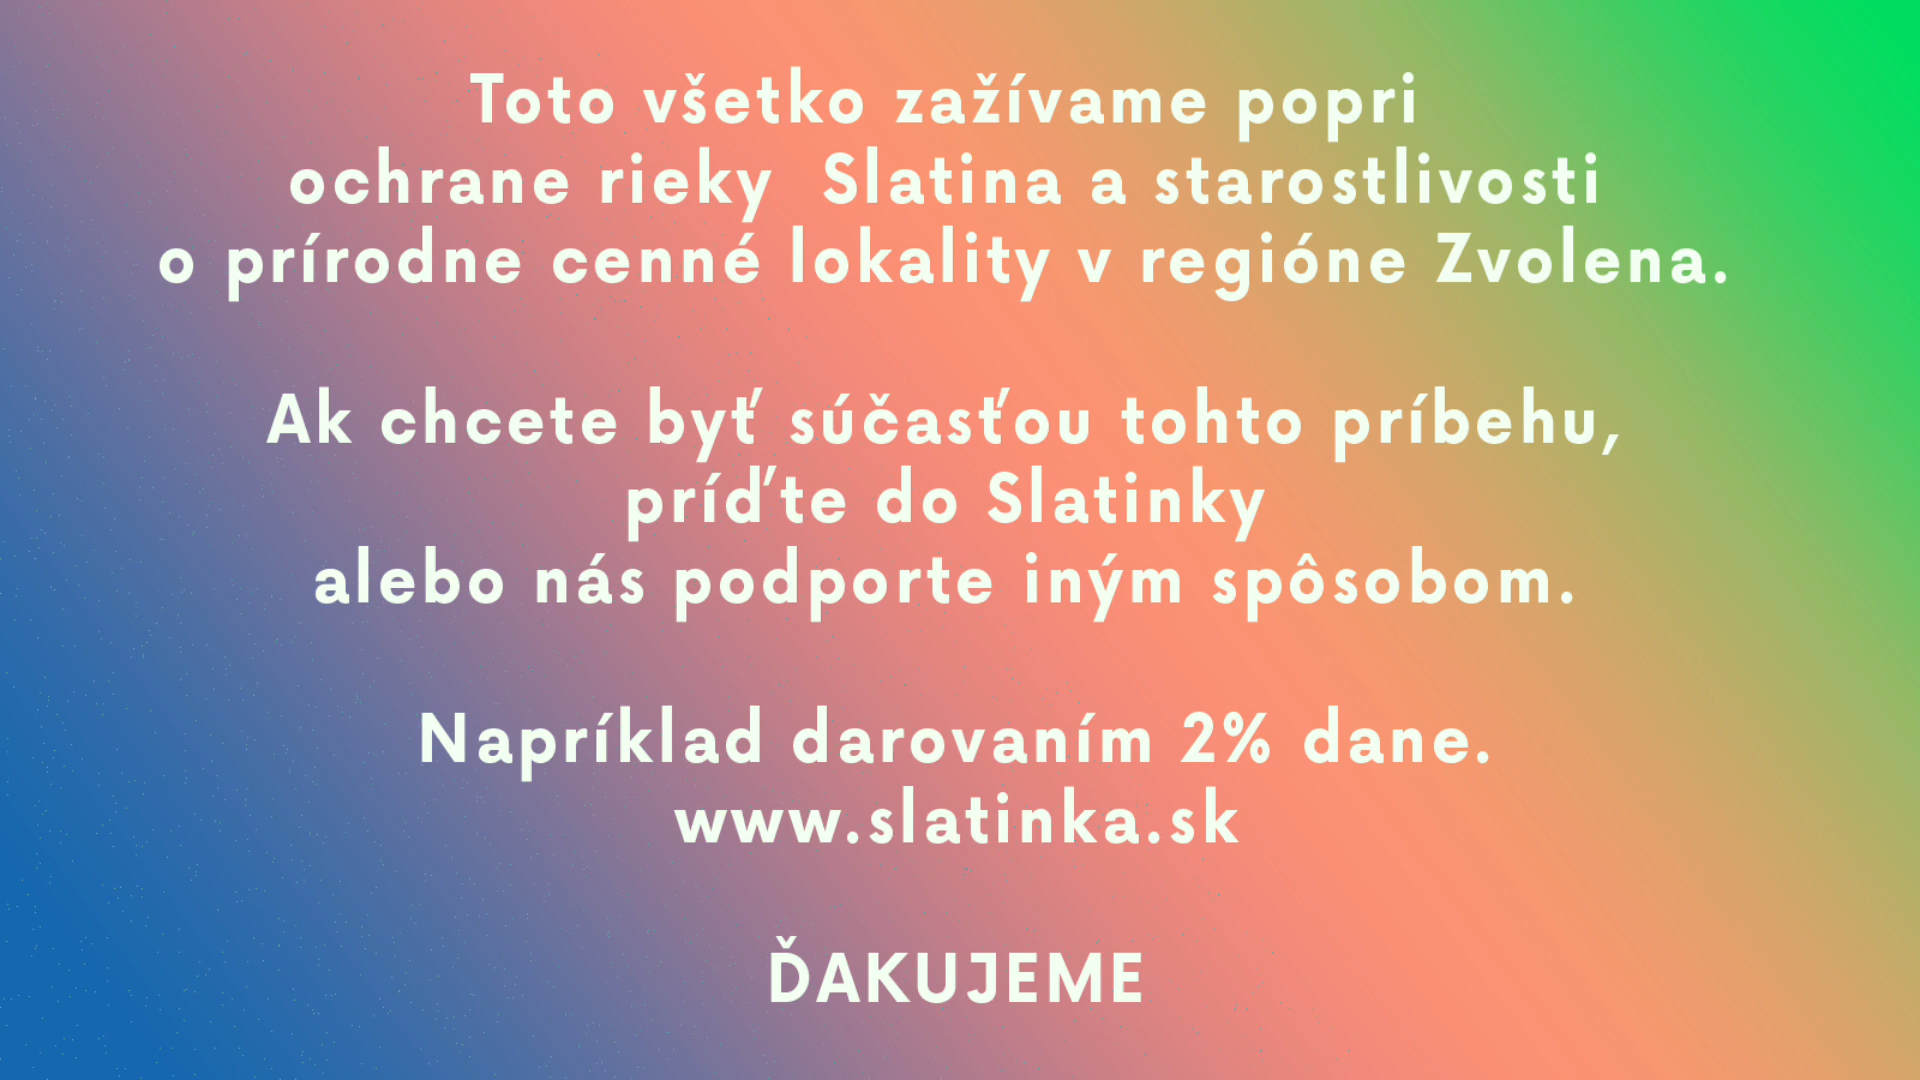 Toto všetko zažívame popri
ochrane rieky Slatina a starostlivosti
o prírodne cenné lokality v regióne Zvolena.
Ak chcete byť súčasťou tohto príbehu,
príďte do Slatinky
alebo nás podporte iným spôsobom.
Napríklad darovaním 2% dane.
www.slatinka.sk
ĎAKUJEME